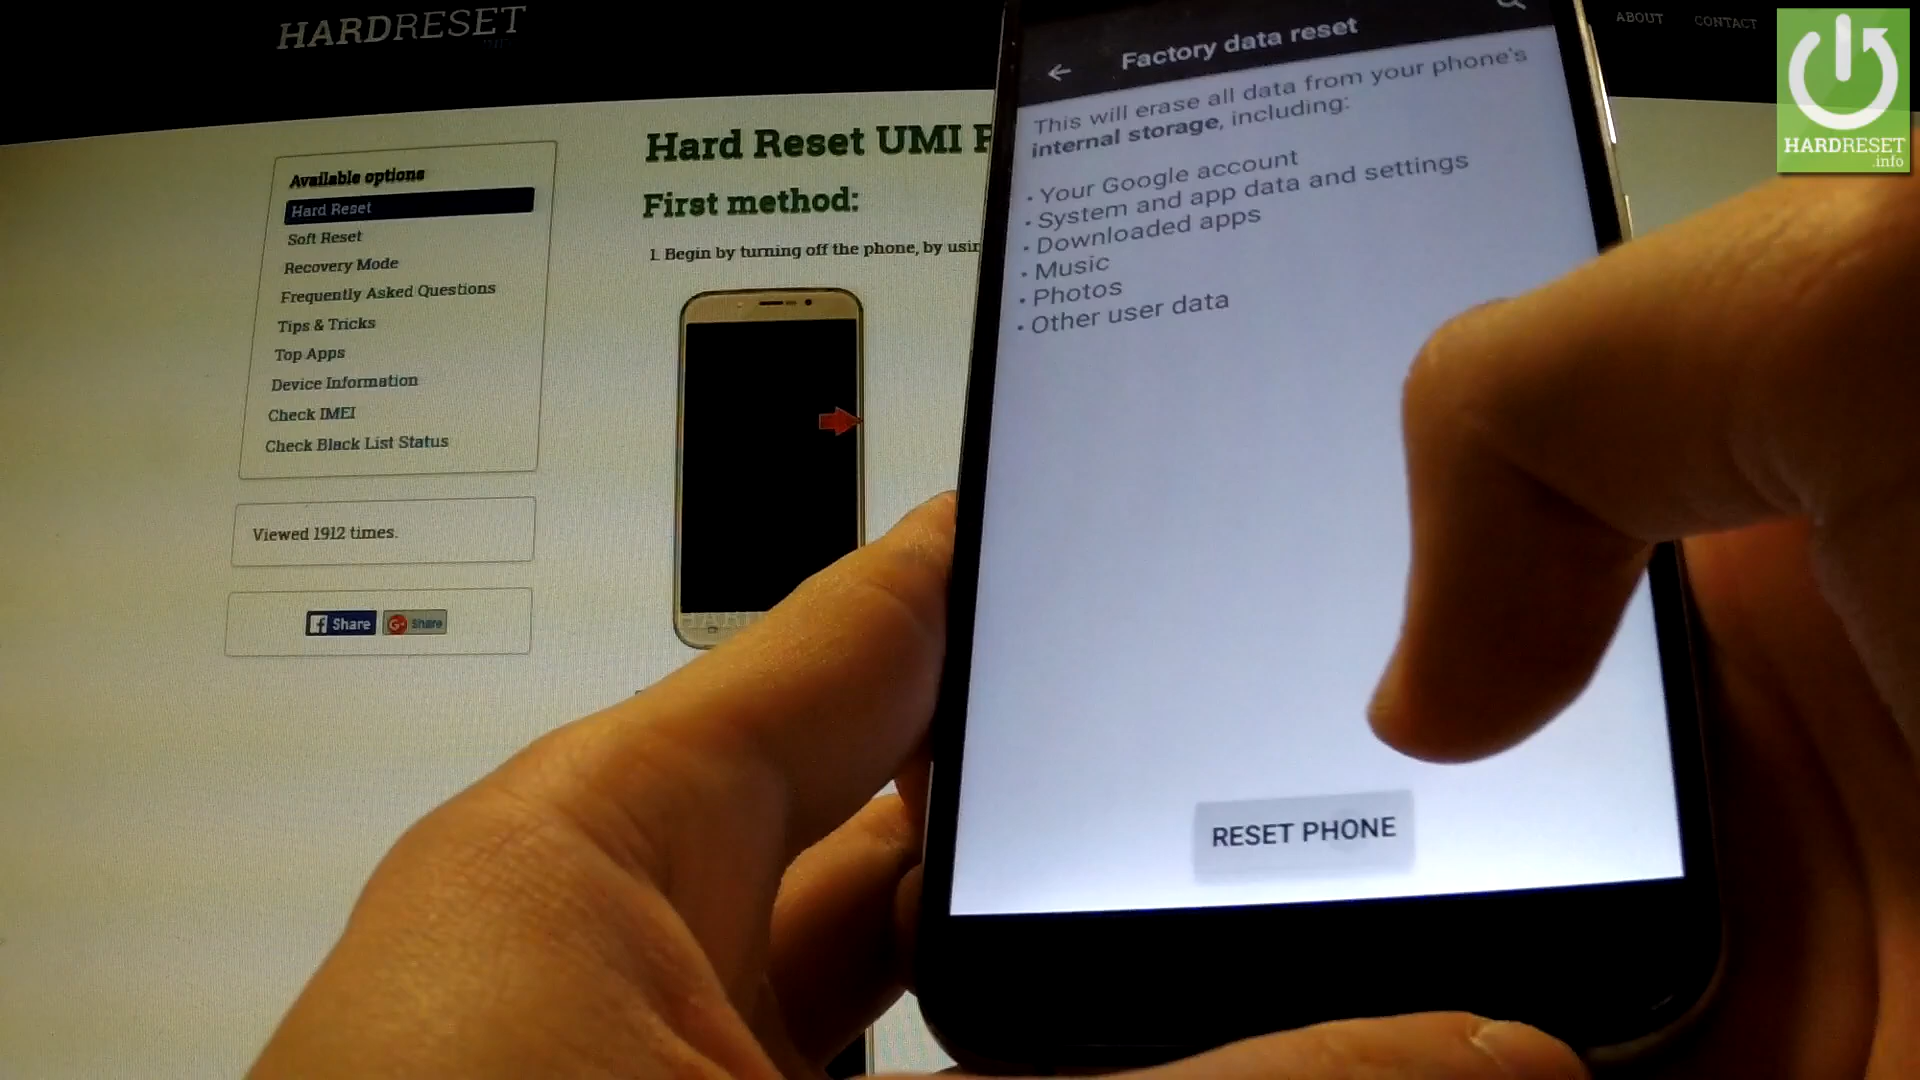 HARDRESET
ABOUT CONTACT
HARDRESET
.info
Available options
Hard Reset
Soft Reset
Recovery Mode
Frequently Asked Questions
Tips & Tricks
Top Apps
Device Information
Check IMEI
Check Black List Status
Viewed 1912 times.
Share
G+ Share
Hard Reset UMI
First method:
1. Begin by turning off the phone, by
Factory data reset
This will erase all data from your phone's
internal storage, including:
• Your Google account
• System and app data and settings
• Downloaded apps
• Music
• Photos
• Other user data
RESET PHONE